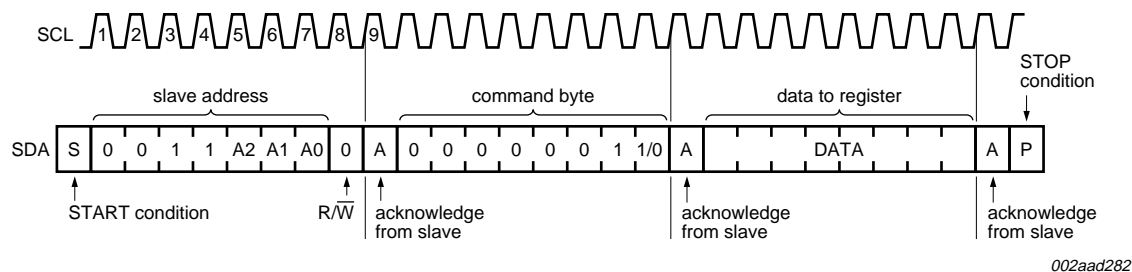 SCL 1 2 3 4 5 6 7 8 9
STOP
condition
slave address command byte data to register
SDA S 0 0 1 1 A2 A1 A0 0 A 0 0 0 0 0 0 1 1/0 A DATA A P
START condition R/W̅ acknowledge acknowledge acknowledge
from slave from slave from slave
002aad282